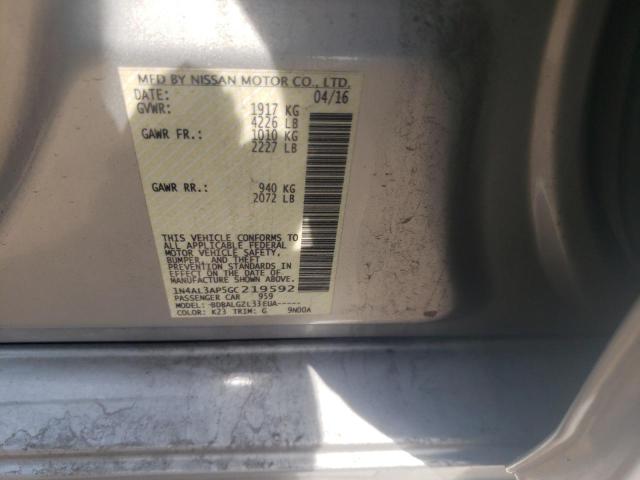 MFD BY NISSAN MOTOR CO., LTD.
DATE: 04/16
GVWR: 1917 KG
4226 LB
GAWR FR.: 1010 KG
2227 LB
GAWR RR.: 940 KG
2072 LB
THIS VEHICLE CONFORMS TO
ALL APPLICABLE FEDERAL
MOTOR VEHICLE SAFETY,
BUMPER, AND THEFT
PREVENTION STANDARDS IN
EFFECT ON THE DATE OF
MANUFACTURE SHOWN ABOVE.
1N4AL3AP5GC219592
PASSENGER CAR 959
MODEL: BDBALGZL33EUA-----
COLOR: K23 TRIM: G 9N00A